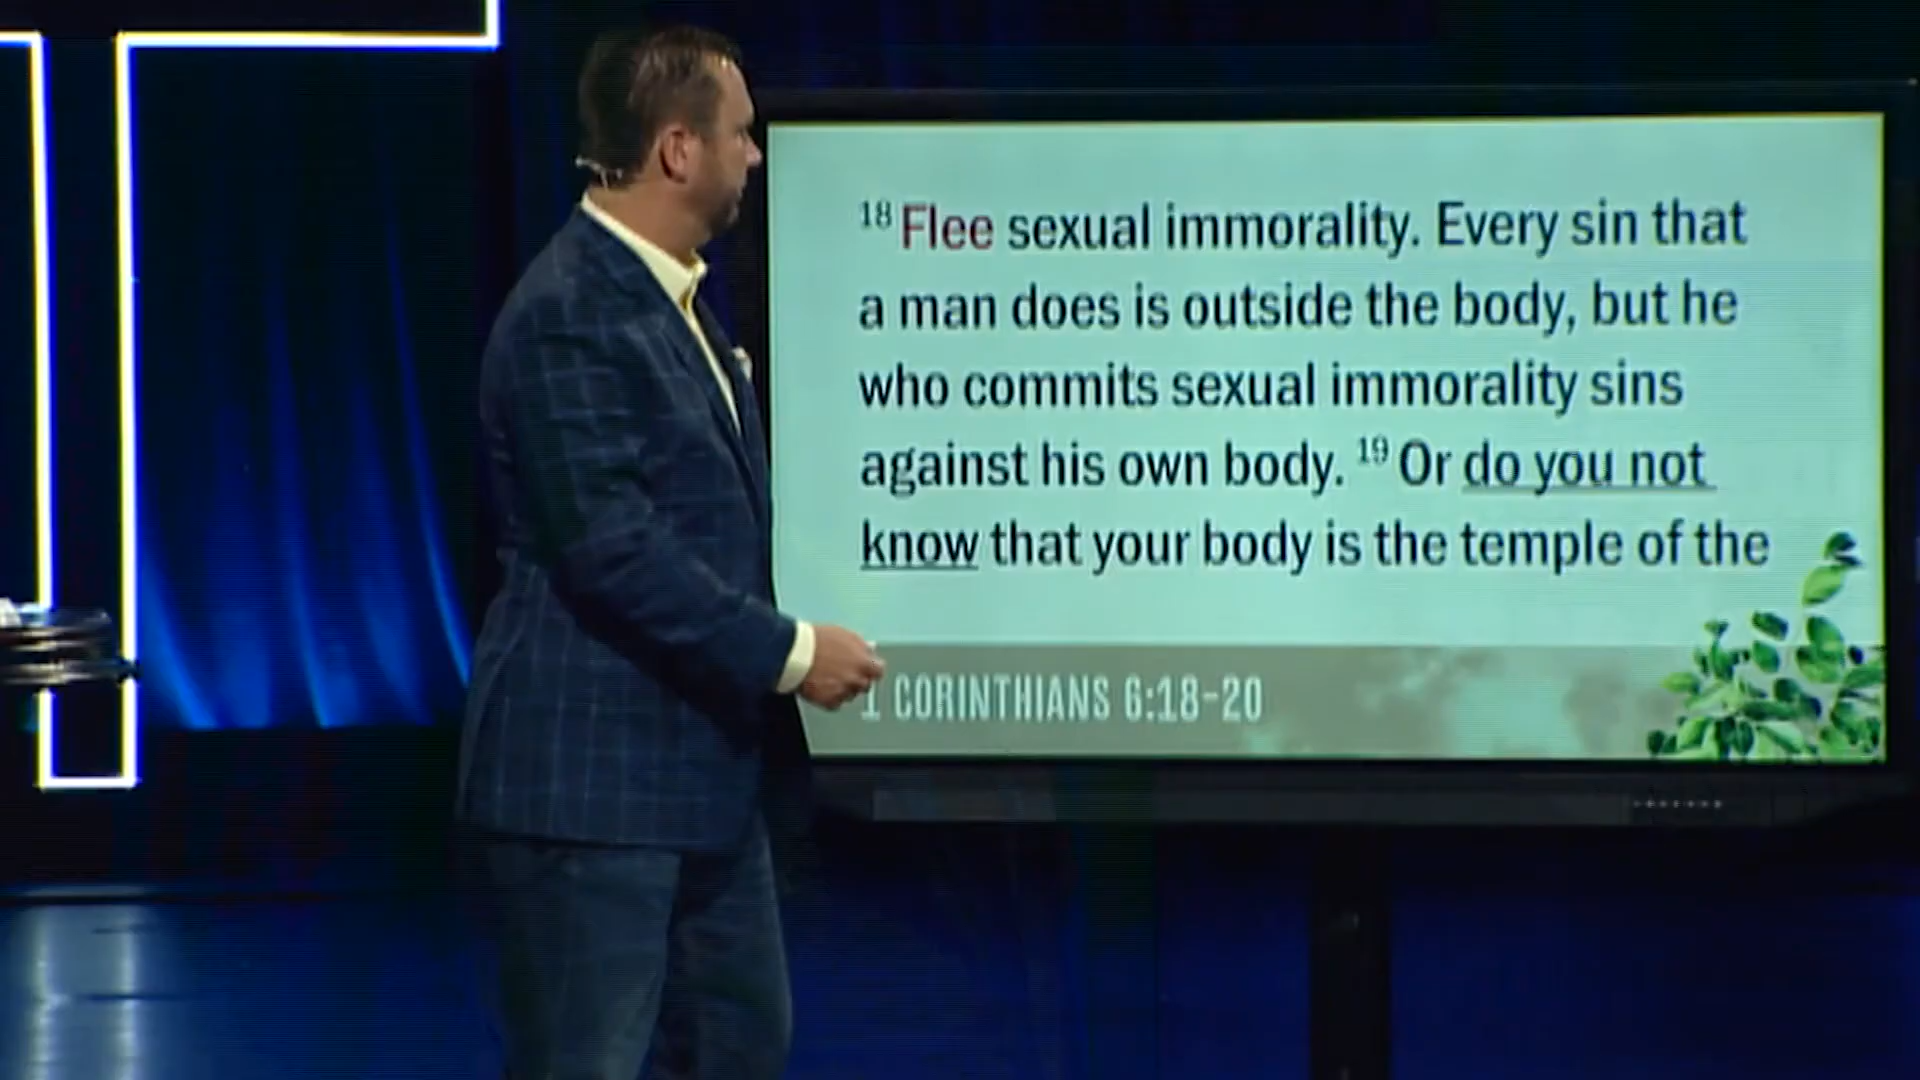 18 Flee sexual immorality. Every sin that
a man does is outside the body, but he
who commits sexual immorality sins
against his own body. 19 Or do you not
know that your body is the temple of the
1 CORINTHIANS 6:18-20